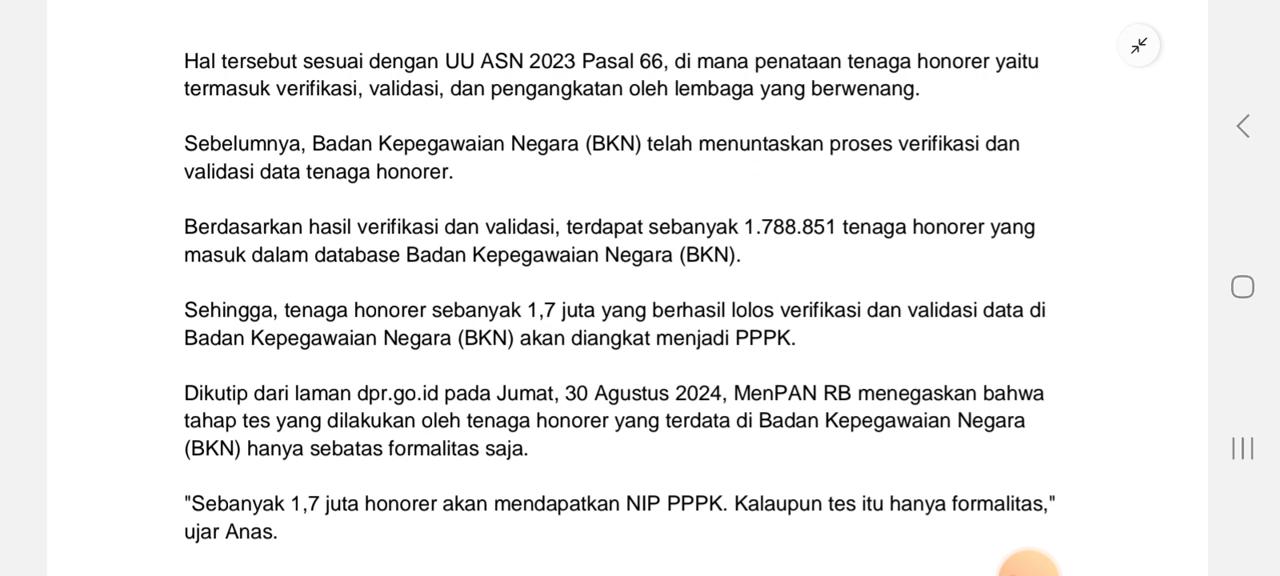 Hal tersebut sesuai dengan UU ASN 2023 Pasal 66, di mana penataan tenaga honorer yaitu
termasuk verifikasi, validasi, dan pengangkatan oleh lembaga yang berwenang.
Sebelumnya, Badan Kepegawaian Negara (BKN) telah menuntaskan proses verifikasi dan
validasi data tenaga honorer.
Berdasarkan hasil verifikasi dan validasi, terdapat sebanyak 1.788.851 tenaga honorer yang
masuk dalam database Badan Kepegawaian Negara (BKN).
Sehingga, tenaga honorer sebanyak 1,7 juta yang berhasil lolos verifikasi dan validasi data di
Badan Kepegawaian Negara (BKN) akan diangkat menjadi PPPK.
Dikutip dari laman dpr.go.id pada Jumat, 30 Agustus 2024, MenPAN RB menegaskan bahwa
tahap tes yang dilakukan oleh tenaga honorer yang terdata di Badan Kepegawaian Negara
(BKN) hanya sebatas formalitas saja.
"Sebanyak 1,7 juta honorer akan mendapatkan NIP PPPK. Kalaupun tes itu hanya formalitas,"
ujar Anas.